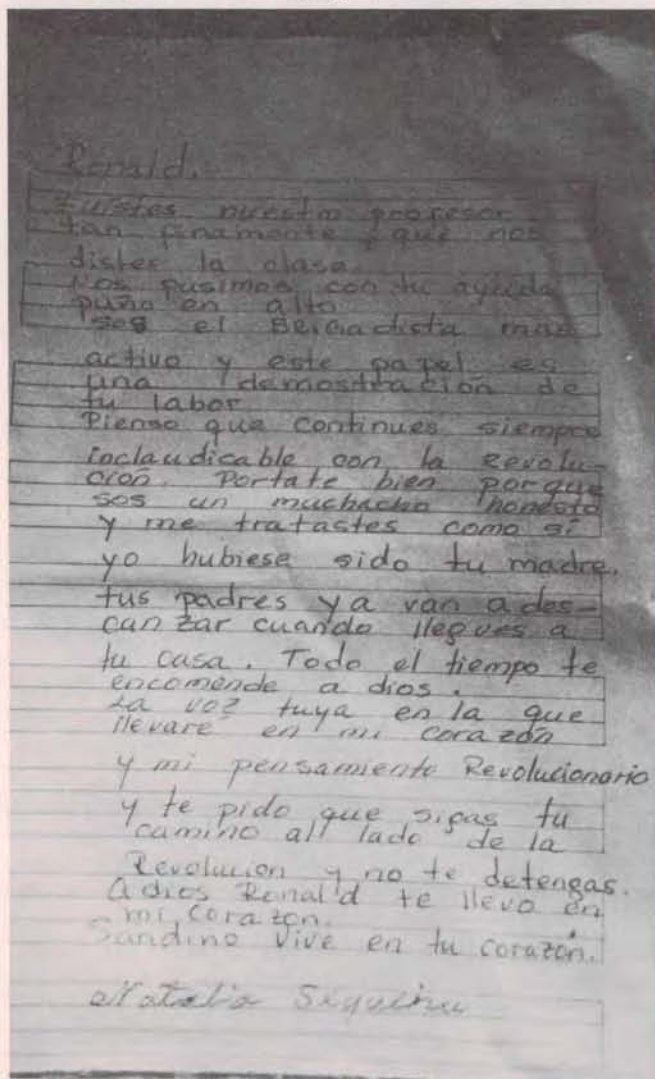 Ronald.
fuistes nuestro profesor
tan finamente, que nos
distes la clase
Nos pusimos con tu ayuda
puño en alto
sos el Brigadista mas
activo y este papel es
una demostración de
tu labor
Pienso que continues siempre
inclaudicable con la Revolu-
ción. Portate bien porque
sos un muchacho honesto
y me tratastes como si
yo hubiese sido tu madre.
tus padres ya van a des-
canzar cuando llegues a
tu casa. Todo el tiempo te
encomende a dios.
La voz tuya en la que
llevare en mi corazón
y mi pensamiento Revolucionario
y te pido que sigas tu
camino all lado de la
Revolucion y no te detengas.
Adios Ronald te llevo en
mi corazon.
Sandino vive en tu corazón.
Natalia